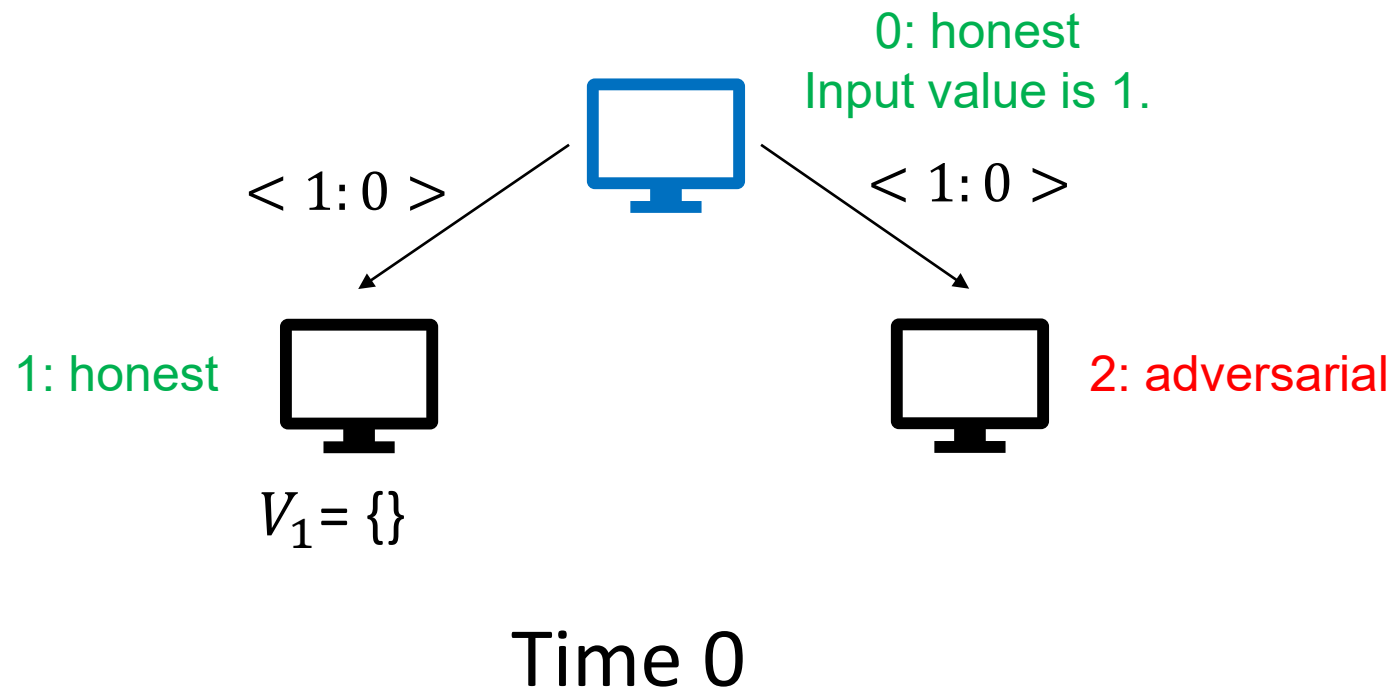 0: honest
Input value is 1.
< 1: 0 >
< 1: 0 >
1: honest
2: adversarial
V₁= {}
Time 0